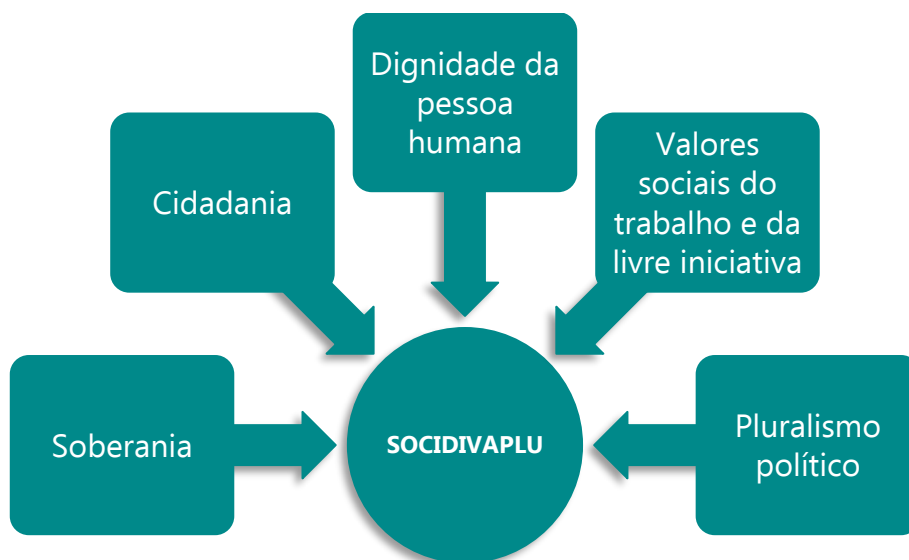 Dignidade da
pessoa
humana
Valores
sociais do
trabalho e da
livre iniciativa
Cidadania
Soberania
SOCIDIVAPLU
Pluralismo
político